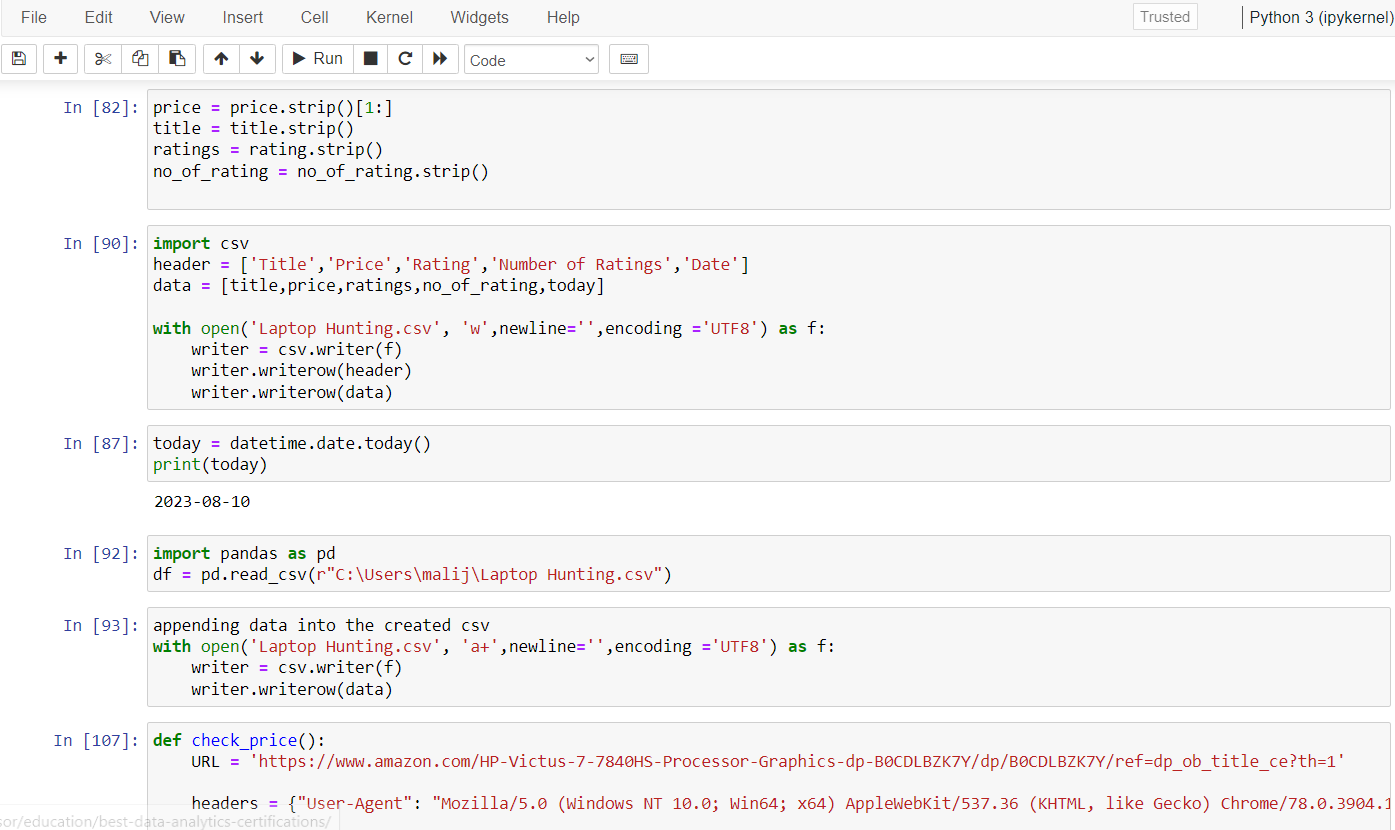 File Edit View Insert Cell Kernel Widgets Help Trusted Python 3 (ipykernel)
Run Code
In [82]: price = price.strip()[1:]
title = title.strip()
ratings = rating.strip()
no_of_rating = no_of_rating.strip()
In [90]: import csv
header = ['Title','Price','Rating','Number of Ratings','Date']
data = [title,price,ratings,no_of_rating,today]
with open('Laptop Hunting.csv', 'w',newline='',encoding ='UTF8') as f:
    writer = csv.writer(f)
    writer.writerow(header)
    writer.writerow(data)
In [87]: today = datetime.date.today()
print(today)
2023-08-10
In [92]: import pandas as pd
df = pd.read_csv(r"C:\Users\malij\Laptop Hunting.csv")
In [93]: appending data into the created csv
with open('Laptop Hunting.csv', 'a+',newline='',encoding ='UTF8') as f:
    writer = csv.writer(f)
    writer.writerow(data)
In [107]: def check_price():
    URL = 'https://www.amazon.com/HP-Victus-7-7840HS-Processor-Graphics-dp-B0CDLBZK7Y/dp/B0CDLBZK7Y/ref=dp_ob_title_ce?th=1'
    headers = {"User-Agent": "Mozilla/5.0 (Windows NT 10.0; Win64; x64) AppleWebKit/537.36 (KHTML, like Gecko) Chrome/78.0.3904.1
sor/education/best-data-analytics-certifications/